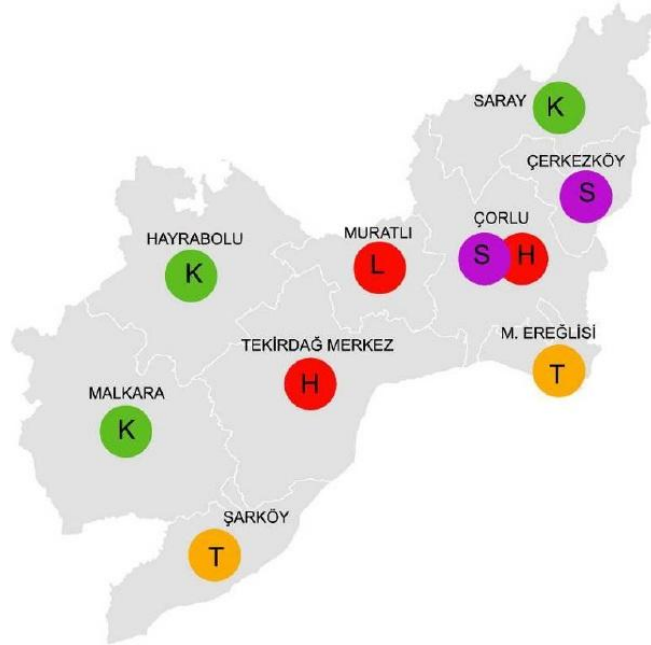 SARAY
K
ÇERKEZKÖY
S
ÇORLU
S H
MURATLI
L
HAYRABOLU
K
TEKİRDAĞ MERKEZ
H
M. EREĞLİSİ
T
MALKARA
K
ŞARKÖY
T